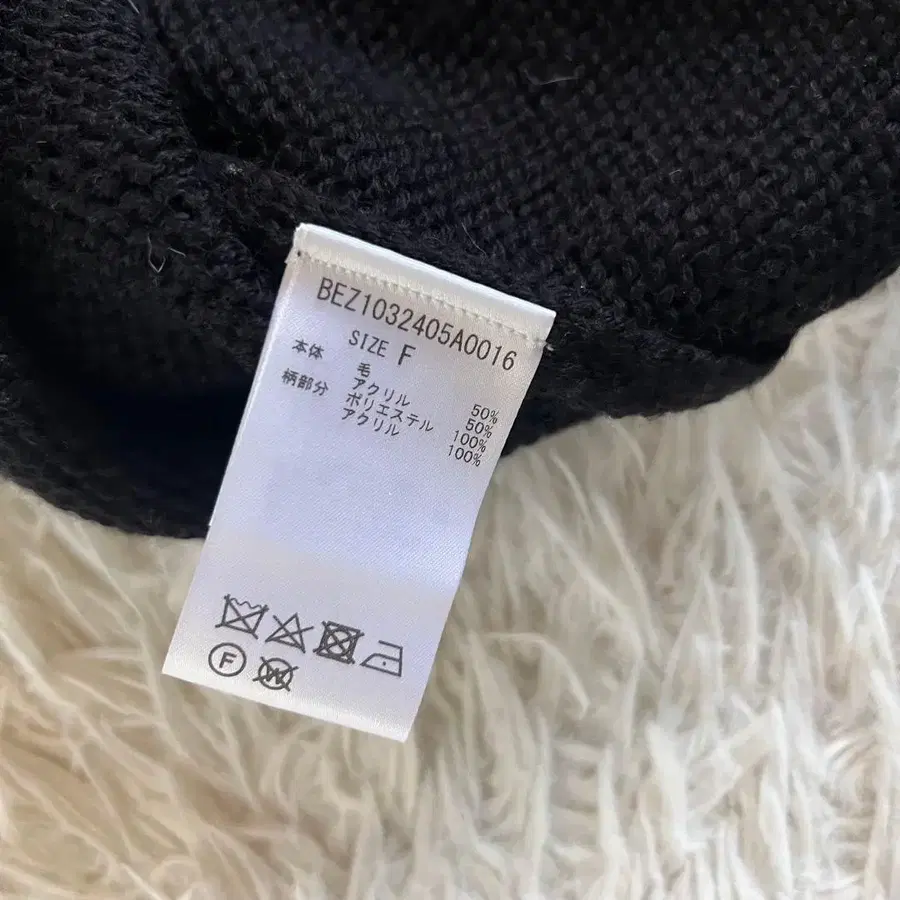 BEZ1032405A0016
SIZE F
本体 毛 50%
アクリル 50%
柄部分 ポリエステル 100%
アクリル 100%
F
W